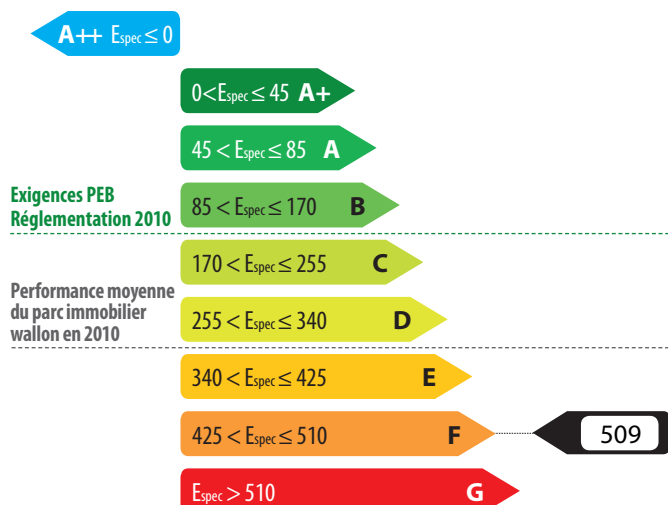 A++ Espec ≤ 0
0<Espec ≤ 45 A+
45 < Espec ≤ 85 A
Exigences PEB
Réglementation 2010
85 < Espec ≤ 170 B
170 < Espec ≤ 255 C
Performance moyenne
du parc immobilier
wallon en 2010
255 < Espec ≤ 340 D
340 < Espec ≤ 425 E
425 < Espec ≤ 510 F 509
Espec > 510 G